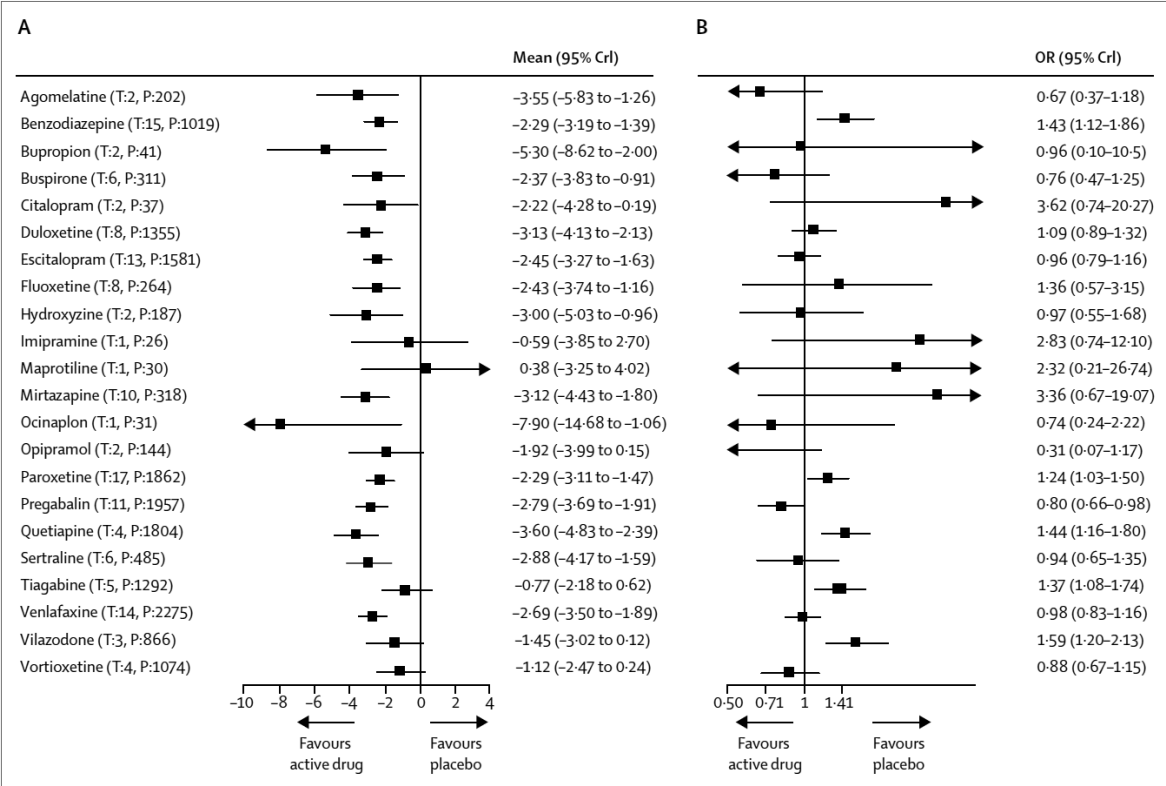 A
B
Mean (95% CrI)
OR (95% CrI)
Agomelatine (T:2, P:202) −3·55 (−5·83 to −1·26) 0·67 (0·37–1·18)
Benzodiazepine (T:15, P:1019) −2·29 (−3·19 to −1·39) 1·43 (1·12–1·86)
Bupropion (T:2, P:41) −5·30 (−8·62 to −2·00) 0·96 (0·10–10·5)
Buspirone (T:6, P:311) −2·37 (−3·83 to −0·91) 0·76 (0·47–1·25)
Citalopram (T:2, P:37) −2·22 (−4·28 to −0·19) 3·62 (0·74–20·27)
Duloxetine (T:8, P:1355) −3·13 (−4·13 to −2·13) 1·09 (0·89–1·32)
Escitalopram (T:13, P:1581) −2·45 (−3·27 to −1·63) 0·96 (0·79–1·16)
Fluoxetine (T:8, P:264) −2·43 (−3·74 to −1·16) 1·36 (0·57–3·15)
Hydroxyzine (T:2, P:187) −3·00 (−5·03 to −0·96) 0·97 (0·55–1·68)
Imipramine (T:1, P:26) −0·59 (−3·85 to 2·70) 2·83 (0·74–12·10)
Maprotiline (T:1, P:30) 0·38 (−3·25 to 4·02) 2·32 (0·21–26·74)
Mirtazapine (T:10, P:318) −3·12 (−4·43 to −1·80) 3·36 (0·67–19·07)
Ocinaplon (T:1, P:31) −7·90 (−14·68 to −1·06) 0·74 (0·24–2·22)
Opipramol (T:2, P:144) −1·92 (−3·99 to 0·15) 0·31 (0·07–1·17)
Paroxetine (T:17, P:1862) −2·29 (−3·11 to −1·47) 1·24 (1·03–1·50)
Pregabalin (T:11, P:1957) −2·79 (−3·69 to −1·91) 0·80 (0·66–0·98)
Quetiapine (T:4, P:1804) −3·60 (−4·83 to −2·39) 1·44 (1·16–1·80)
Sertraline (T:6, P:485) −2·88 (−4·17 to −1·59) 0·94 (0·65–1·35)
Tiagabine (T:5, P:1292) −0·77 (−2·18 to 0·62) 1·37 (1·08–1·74)
Venlafaxine (T:14, P:2275) −2·69 (−3·50 to −1·89) 0·98 (0·83–1·16)
Vilazodone (T:3, P:866) −1·45 (−3·02 to 0·12) 1·59 (1·20–2·13)
Vortioxetine (T:4, P:1074) −1·12 (−2·47 to 0·24) 0·88 (0·67–1·15)
−10 −8 −6 −4 −2 0 2 4
0·50 0·71 1 1·41
Favours
active drug
Favours
placebo
Favours
active drug
Favours
placebo